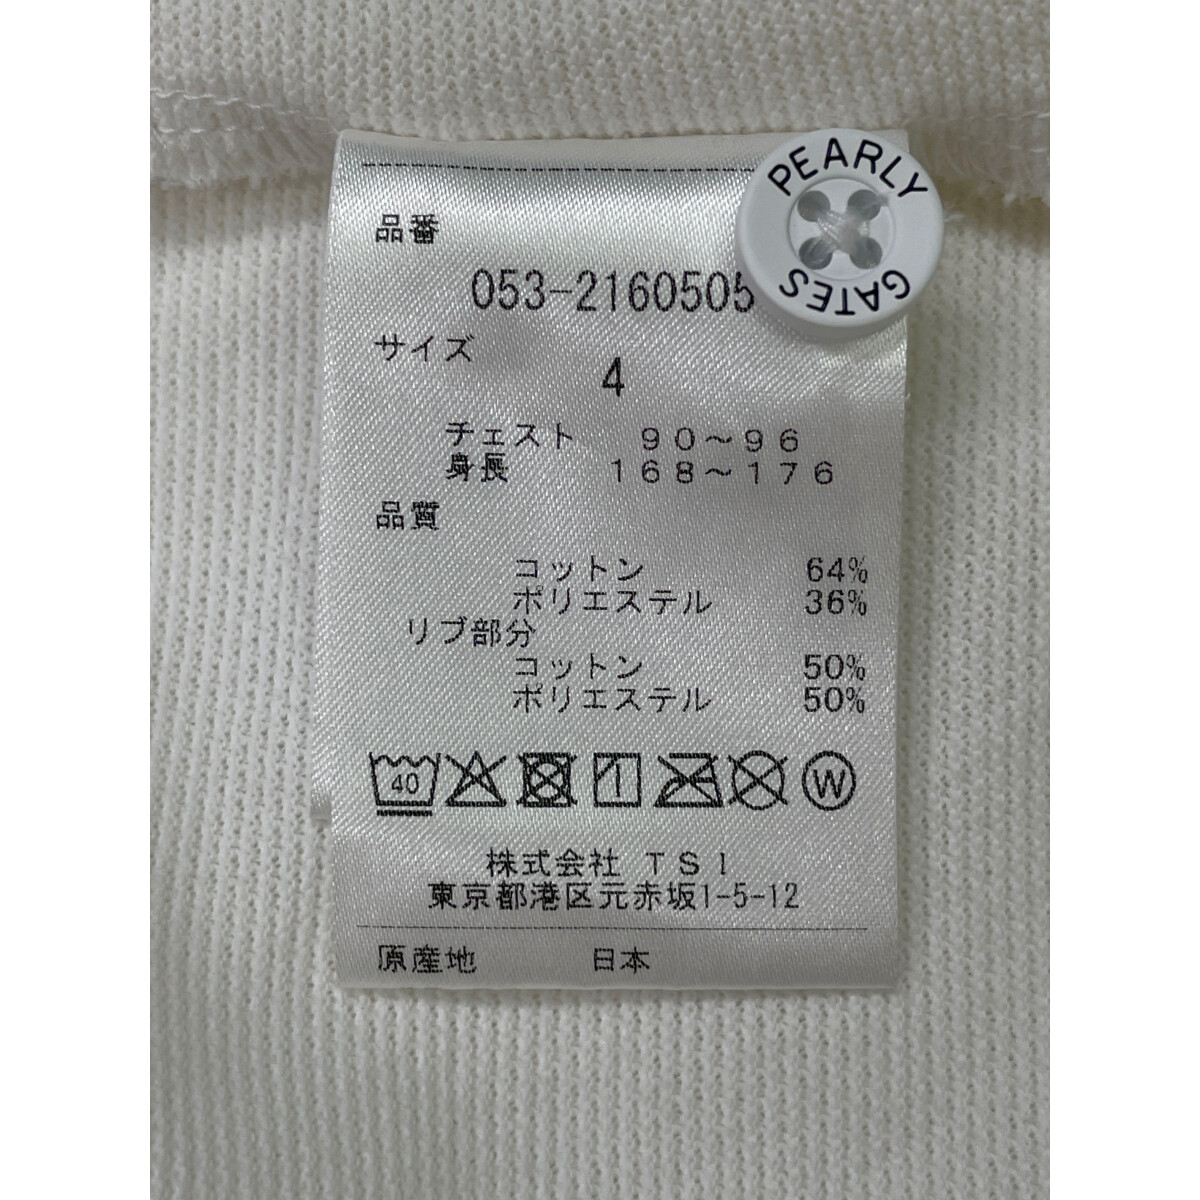 PEARLY
GATES
品番
053-2160505
サイズ
4
チェスト 90～96
身長 168～176
品質
コットン 64%
ポリエステル 36%
リブ部分
コットン 50%
ポリエステル 50%
40
W
株式会社 TSI
東京都港区元赤坂1-5-12
原産地 日本